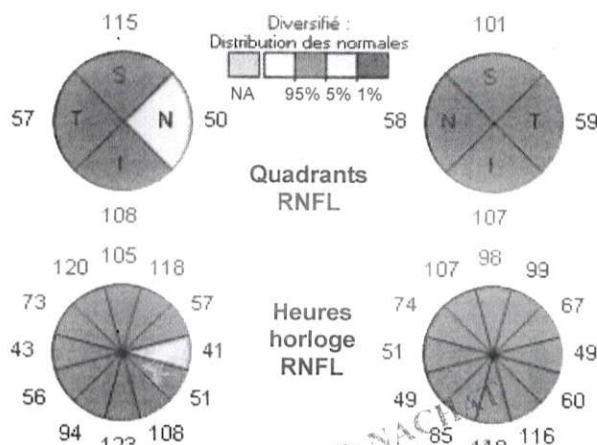 115
Diversifié :
Distribution des normales
101
NA 95% 5% 1%
S
T N
I
57 50
S
N T
I
58 59
Quadrants
RNFL
108
107
105
120 118
73 57
43 41
56 51
94 108
123
Heures
horloge
RNFL
98
107 99
74 67
51 49
49 60
85 116